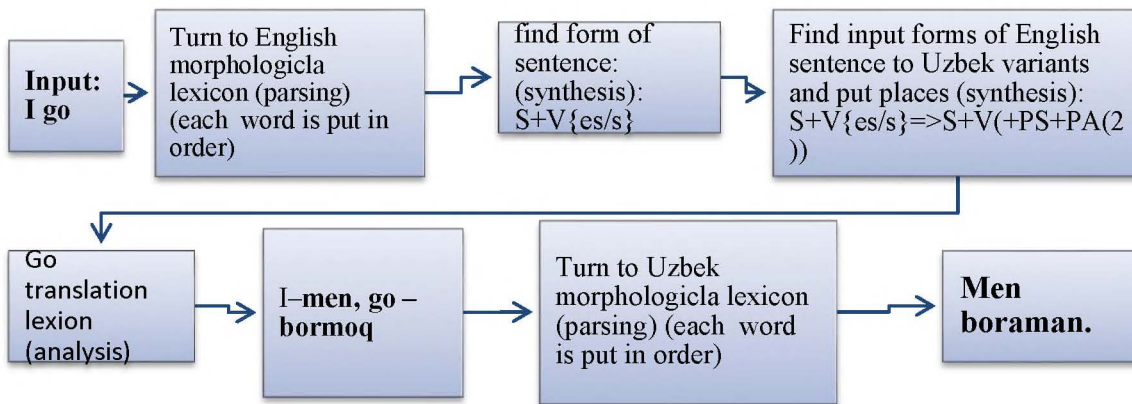 Input:
I go
Turn to English
morphologicla
lexicon (parsing)
(each word is put in
order)
find form of
sentence:
(synthesis):
S+V{es/s}
Find input forms of English
sentence to Uzbek variants
and put places (synthesis):
S+V{es/s}=>S+V(+PS+PA(2
))
Go
translation
lexion
(analysis)
I–men, go –
bormoq
Turn to Uzbek
morphologicla lexicon
(parsing) (each word
is put in order)
Men
boraman.